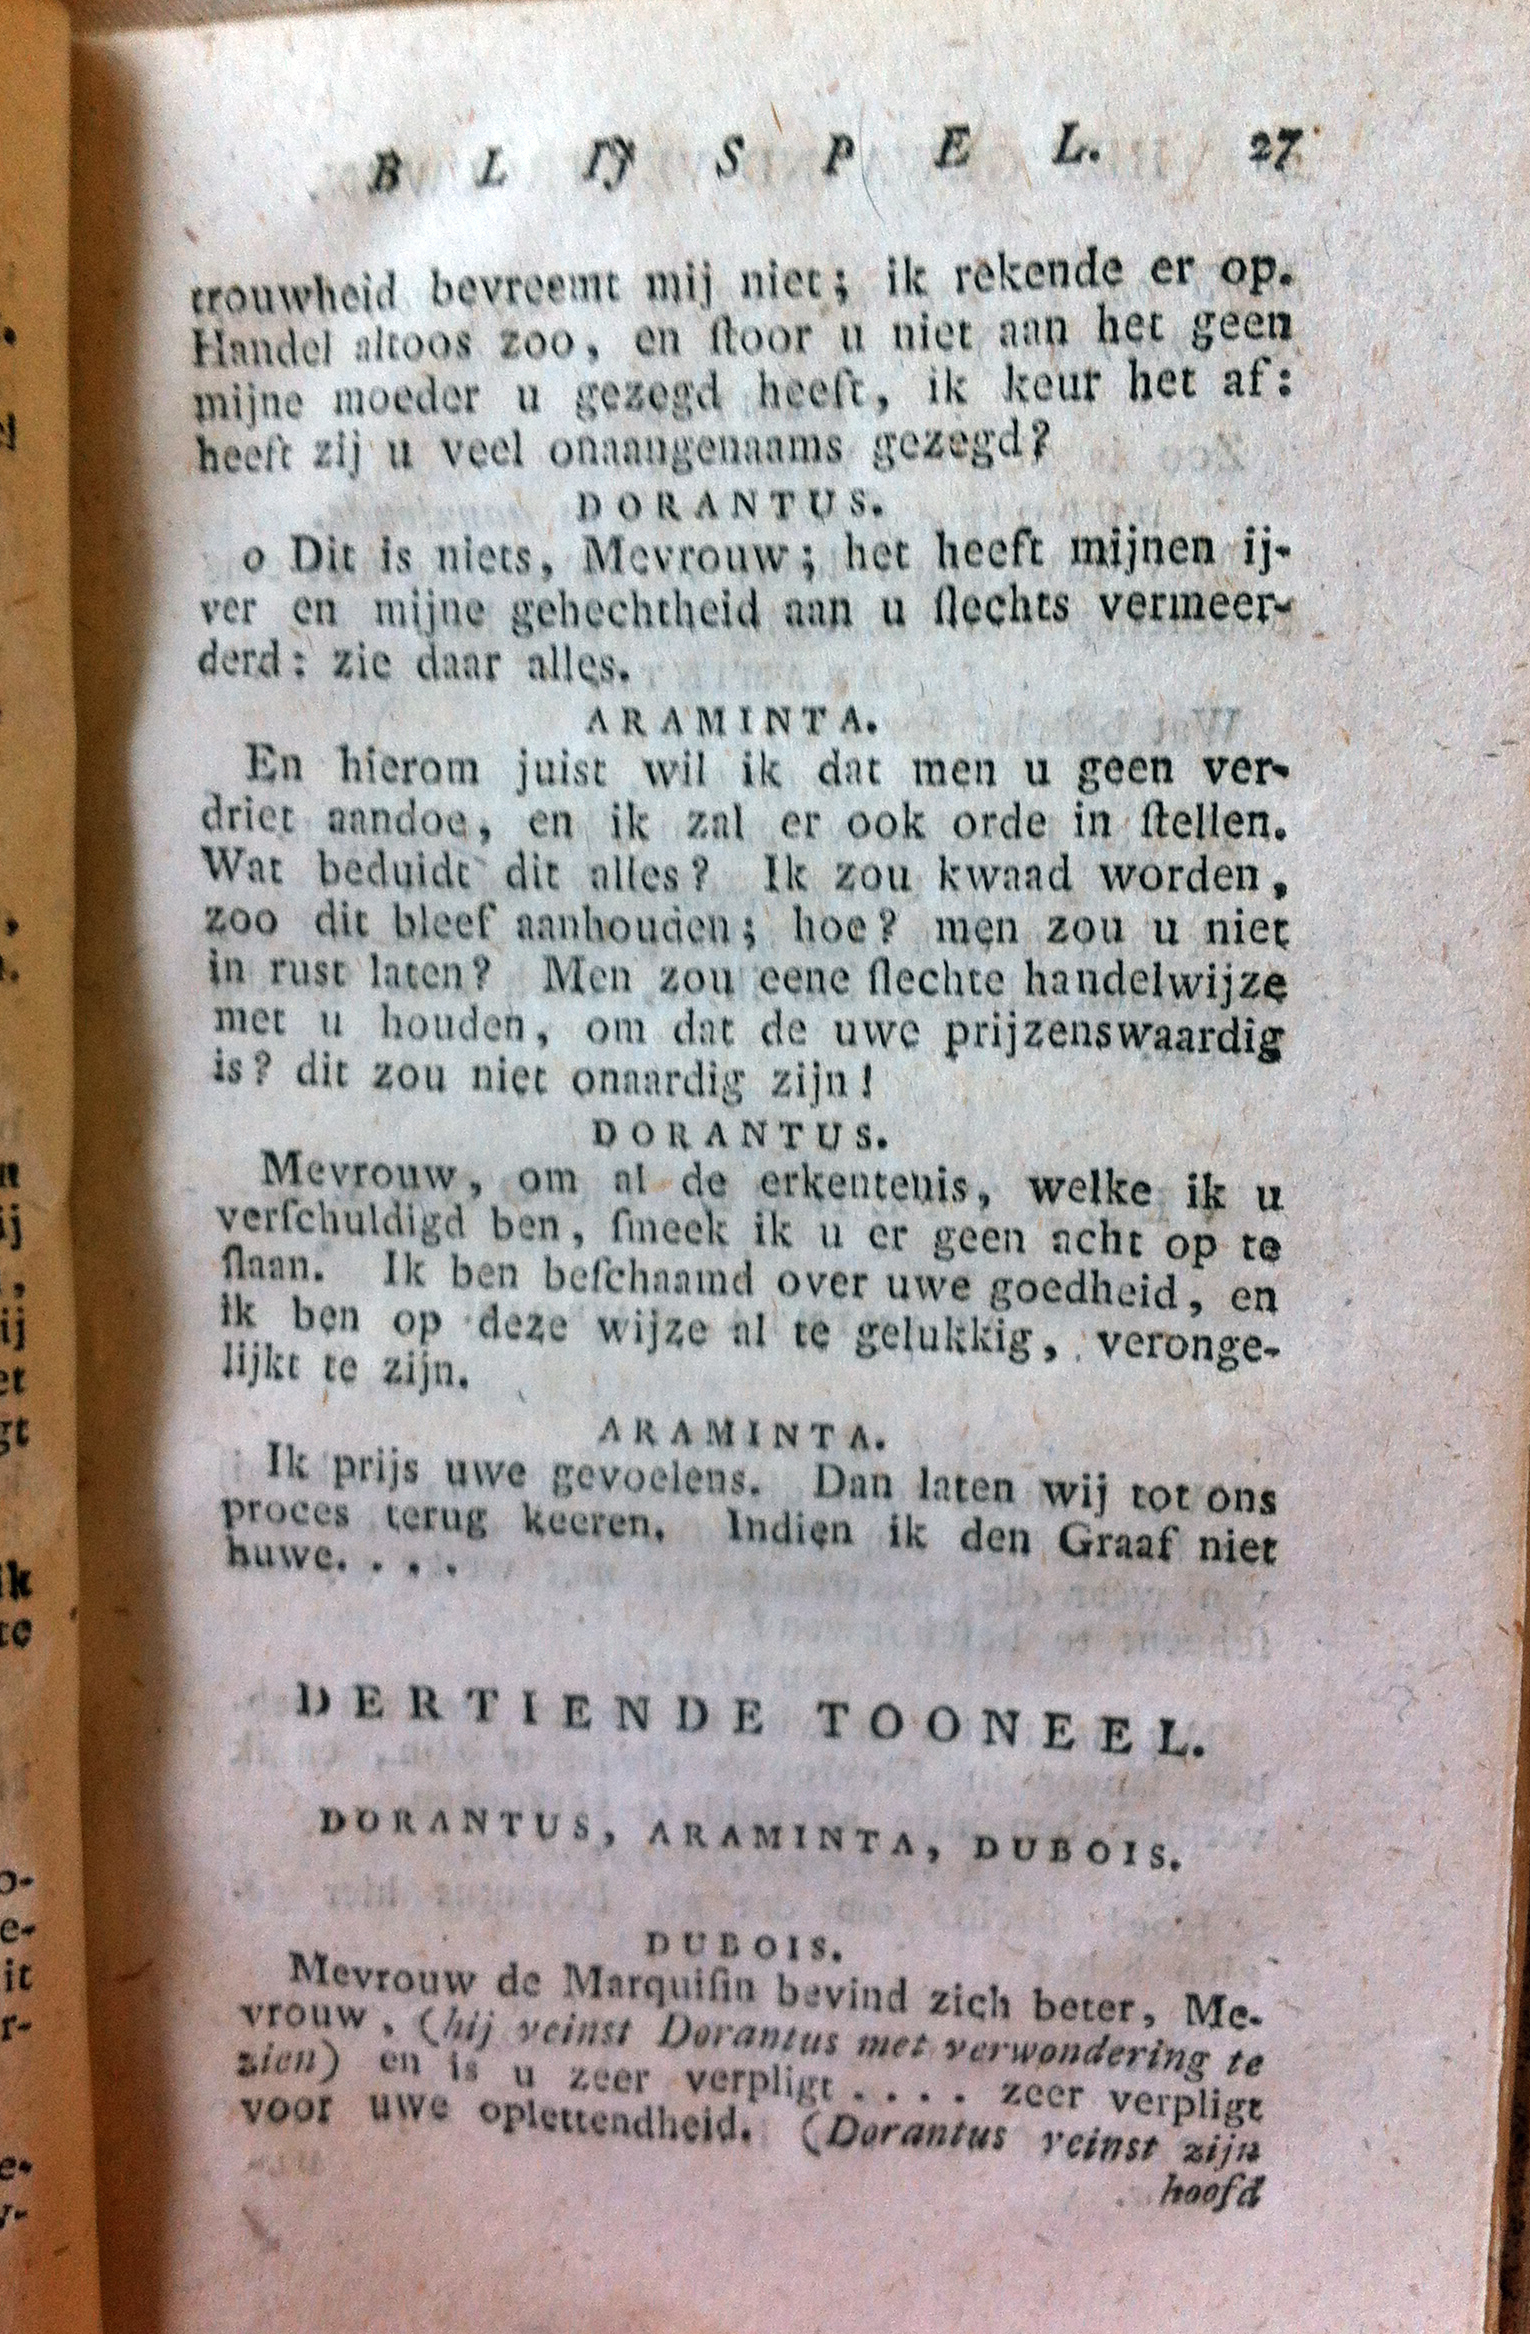 BLIJSPEL. 27
trouwheid bevreemt mij niet; ik rekende er op.
Handel altoos zoo, en ſtoor u niet aan het geen
mijne moeder u gezegd heeft, ik keur het af:
heeft zij u veel onaangenaams gezegd?
DORANTUS.
o Dit is niets, Mevrouw; het heeft mijnen ij-
ver en mijne gehechtheid aan u ſlechts vermeer-
derd: zie daar alles.
ARAMINTA.
En hierom juist wil ik dat men u geen ver-
driet aandoe, en ik zal er ook orde in ſtellen.
Wat beduidt dit alles? Ik zou kwaad worden,
zoo dit bleef aanhouden; hoe? men zou u niet
in rust laten? Men zou eene ſlechte handelwijze
met u houden, om dat de uwe prijzenswaardig
is? dit zou niet onaardig zijn!
DORANTUS.
Mevrouw, om al de erkentenis, welke ik u
verſchuldigd ben, ſmeek ik u er geen acht op te
ſlaan. Ik ben beſchaamd over uwe goedheid, en
ik ben op deze wijze al te gelukkig, veronge-
lijkt te zijn.
ARAMINTA.
Ik prijs uwe gevoelens. Dan laten wij tot ons
proces terug keeren. Indien ik den Graaf niet
huwe. . . .
DERTIENDE TOONEEL.
DORANTUS, ARAMINTA, DUBOIS.
DUBOIS.
Mevrouw de Marquiſin bevind zich beter, Me-
vrouw, (hij veinst Dorantus met verwondering te
zien) en is u zeer verpligt . . . . zeer verpligt
voor uwe oplettendheid. (Dorantus veinst zijn
hoofd